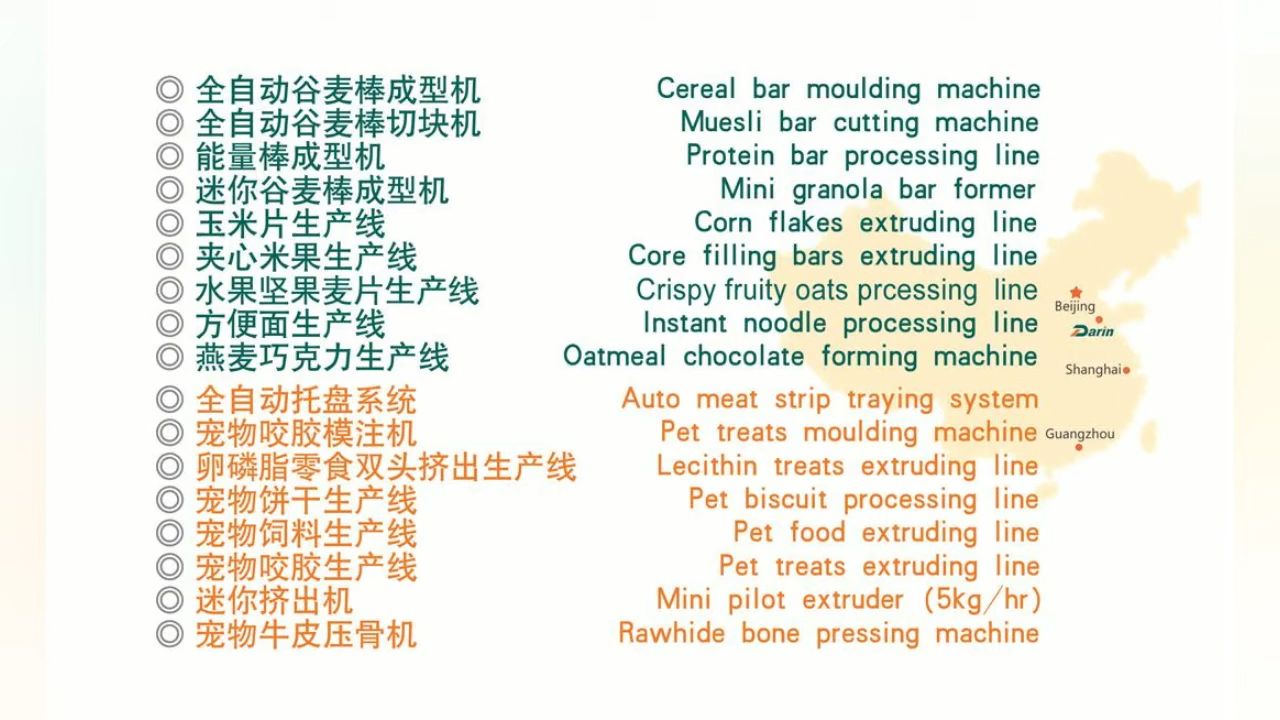 ◎ 全自动谷麦棒成型机 Cereal bar moulding machine
◎ 全自动谷麦棒切块机 Muesli bar cutting machine
◎ 能量棒成型机 Protein bar processing line
◎ 迷你谷麦棒成型机 Mini granola bar former
◎ 玉米片生产线 Corn flakes extruding line
◎ 夹心米果生产线 Core filling bars extruding line
◎ 水果坚果麦片生产线 Crispy fruity oats prcessing line
Beijing
◎ 方便面生产线 Instant noodle processing line
Darin
◎ 燕麦巧克力生产线 Oatmeal chocolate forming machine
Shanghai
◎ 全自动托盘系统 Auto meat strip traying system
◎ 宠物咬胶模注机 Pet treats moulding machine
Guangzhou
◎ 卵磷脂零食双头挤出生产线 Lecithin treats extruding line
◎ 宠物饼干生产线 Pet biscuit processing line
◎ 宠物饲料生产线 Pet food extruding line
◎ 宠物咬胶生产线 Pet treats extruding line
◎ 迷你挤出机 Mini pilot extruder (5kg/hr)
◎ 宠物牛皮压骨机 Rawhide bone pressing machine